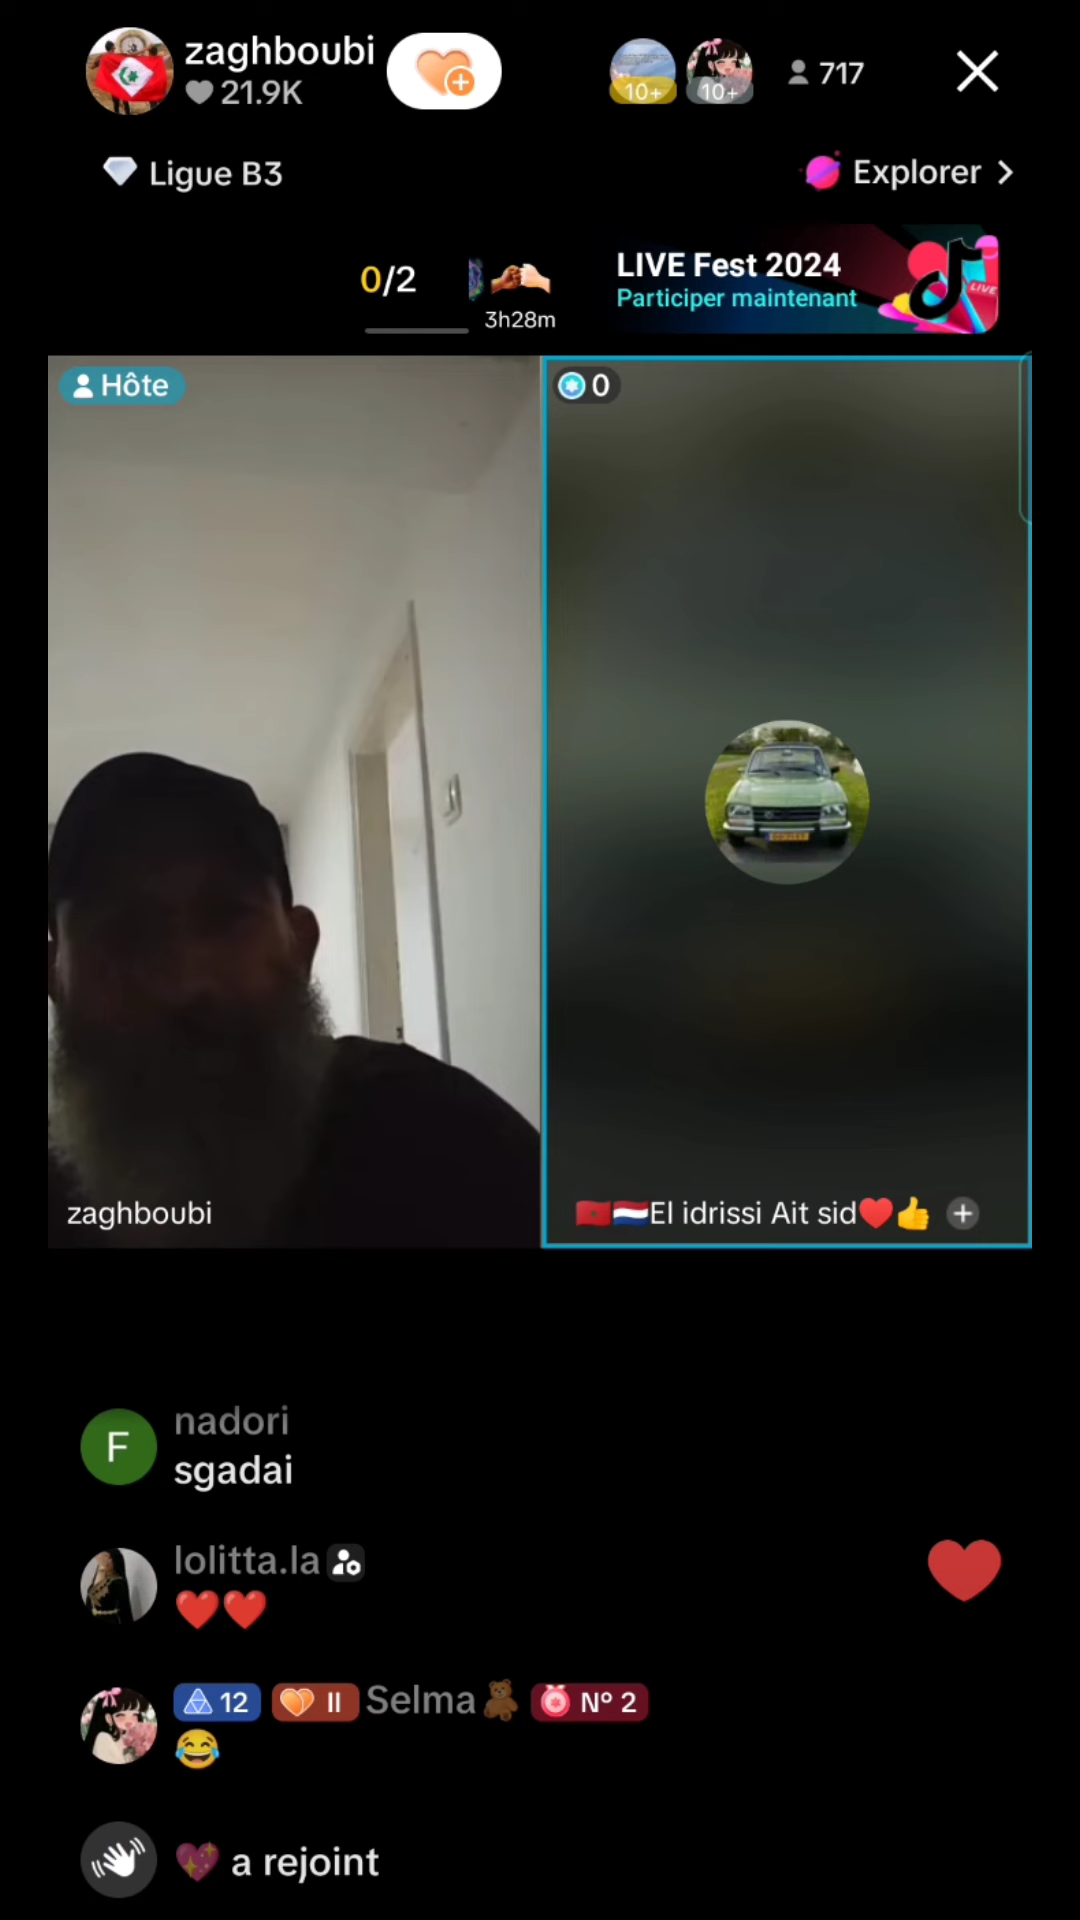 zaghboubi
21.9K
10+
10+
717
Ligue B3
Explorer
0/2
3h28m
LIVE Fest 2024
Participer maintenant
LIVE
Hôte
0
zaghboubi
El idrissi Ait sid
F
nadori
sgadai
lolitta.la
12
II
Selma
N° 2
a rejoint